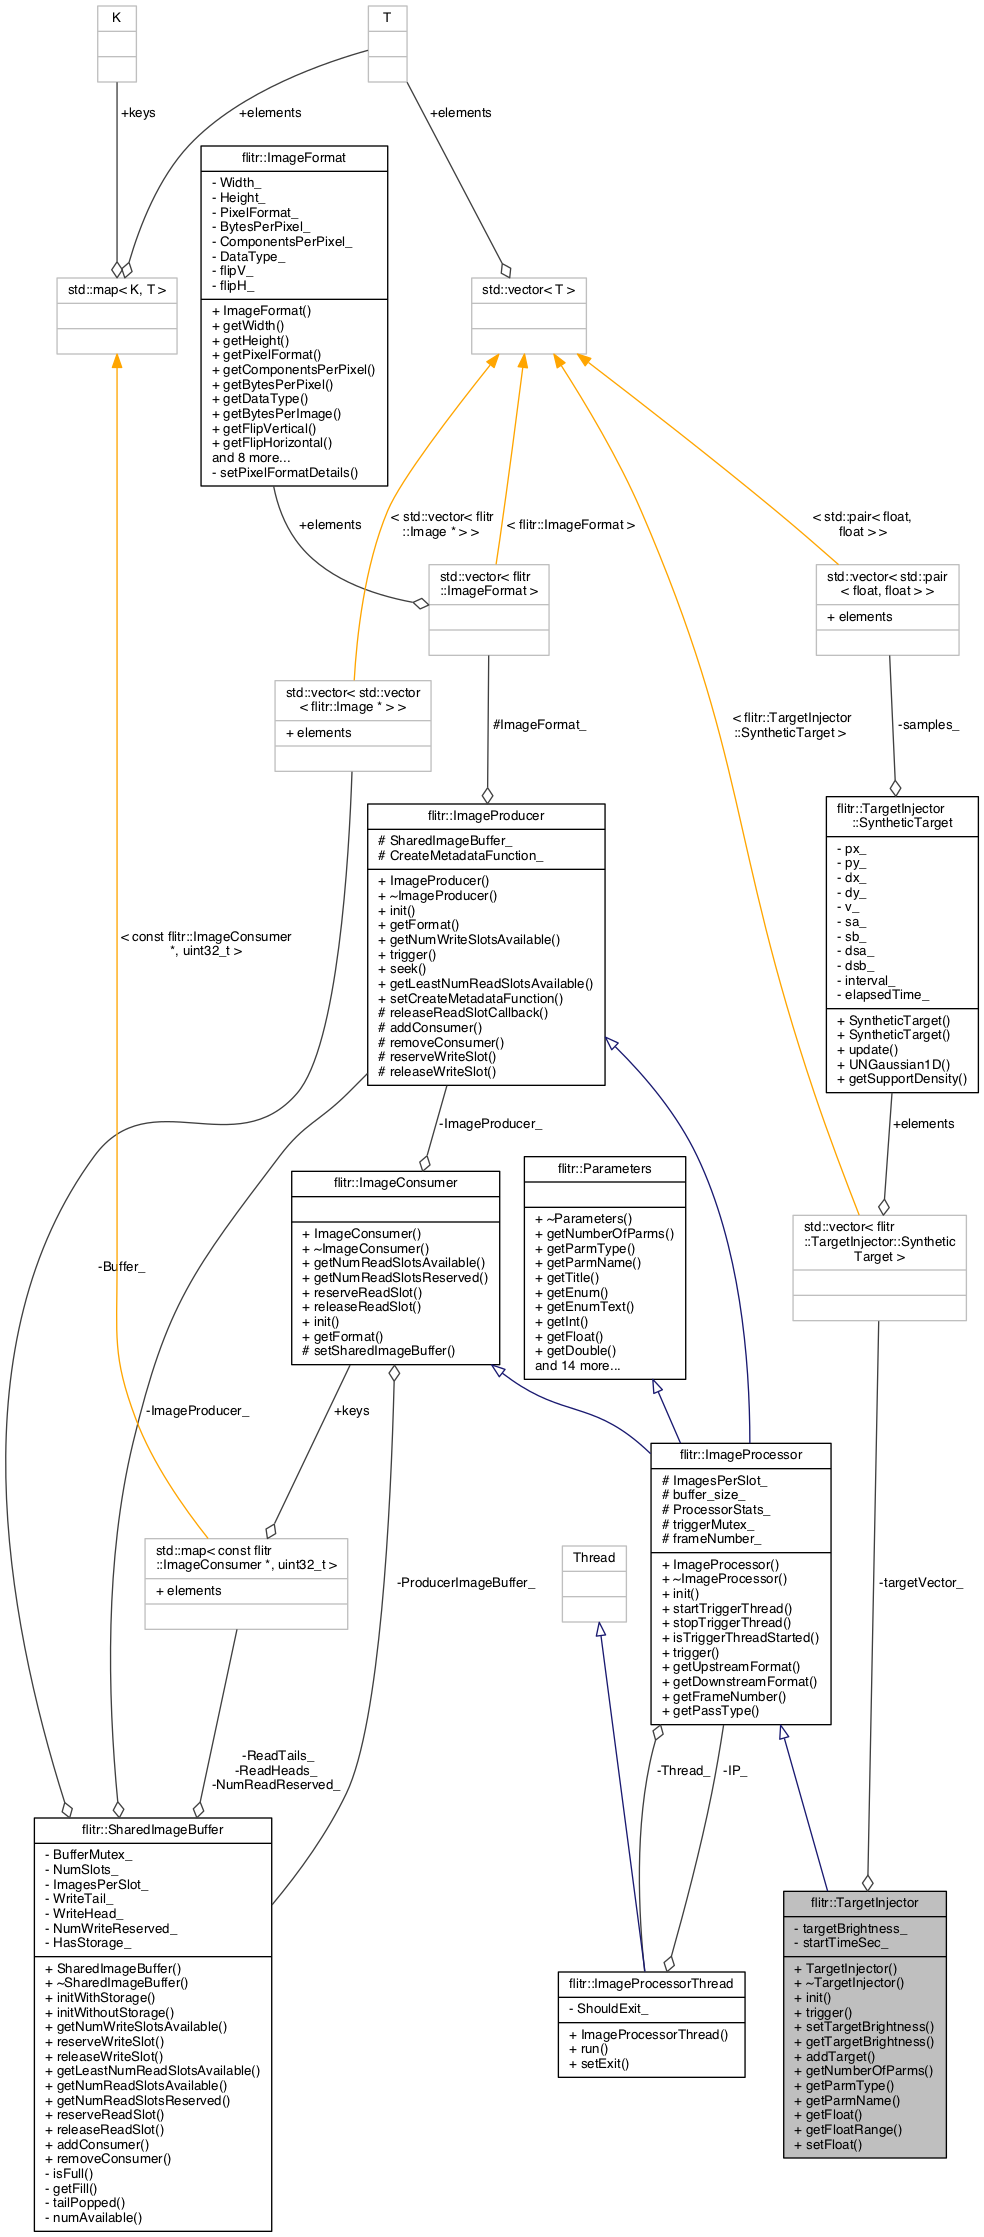 K
T
+keys
+elements
+elements
flitr::ImageFormat
- Width_
- Height_
- PixelFormat_
- BytesPerPixel_
- ComponentsPerPixel_
- DataType_
- flipV_
- flipH_
+ ImageFormat()
+ getWidth()
+ getHeight()
+ getPixelFormat()
+ getComponentsPerPixel()
+ getBytesPerPixel()
+ getDataType()
+ getBytesPerImage()
+ getFlipVertical()
+ getFlipHorizontal()
and 8 more...
- setPixelFormatDetails()
std::map< K, T >
std::vector< T >
+elements
< std::vector< flitr
::Image * > >
< flitr::ImageFormat >
< std::pair< float,
float > >
std::vector< flitr
::ImageFormat >
std::vector< std::pair
< float, float > >
+ elements
std::vector< std::vector
< flitr::Image * > >
+ elements
#ImageFormat_
< flitr::TargetInjector
::SyntheticTarget >
-samples_
flitr::ImageProducer
# SharedImageBuffer_
# CreateMetadataFunction_
+ ImageProducer()
+ ~ImageProducer()
+ init()
+ getFormat()
+ getNumWriteSlotsAvailable()
+ trigger()
+ seek()
+ getLeastNumReadSlotsAvailable()
+ setCreateMetadataFunction()
# releaseReadSlotCallback()
# addConsumer()
# removeConsumer()
# reserveWriteSlot()
# releaseWriteSlot()
flitr::TargetInjector
::SyntheticTarget
- px_
- py_
- dx_
- dy_
- v_
- sa_
- sb_
- dsa_
- dsb_
- interval_
- elapsedTime_
+ SyntheticTarget()
+ SyntheticTarget()
+ update()
+ UNGaussian1D()
+ getSupportDensity()
< const flitr::ImageConsumer
*, uint32_t >
-ImageProducer_
+elements
flitr::ImageConsumer
+ ImageConsumer()
+ ~ImageConsumer()
+ getNumReadSlotsAvailable()
+ getNumReadSlotsReserved()
+ reserveReadSlot()
+ releaseReadSlot()
+ init()
+ getFormat()
# setSharedImageBuffer()
flitr::Parameters
+ ~Parameters()
+ getNumberOfParms()
+ getParmType()
+ getParmName()
+ getTitle()
+ getEnum()
+ getEnumText()
+ getInt()
+ getFloat()
+ getDouble()
and 14 more...
std::vector< flitr
::TargetInjector::Synthetic
Target >
-Buffer_
-ImageProducer_
+keys
flitr::ImageProcessor
# ImagesPerSlot_
# buffer_size_
# ProcessorStats_
# triggerMutex_
# frameNumber_
+ ImageProcessor()
+ ~ImageProcessor()
+ init()
+ startTriggerThread()
+ stopTriggerThread()
+ isTriggerThreadStarted()
+ trigger()
+ getUpstreamFormat()
+ getDownstreamFormat()
+ getFrameNumber()
+ getPassType()
std::map< const flitr
::ImageConsumer *, uint32_t >
+ elements
Thread
-ProducerImageBuffer_
-targetVector_
-ReadTails_
-ReadHeads_
-NumReadReserved_
-Thread_
-IP_
flitr::SharedImageBuffer
- BufferMutex_
- NumSlots_
- ImagesPerSlot_
- WriteTail_
- WriteHead_
- NumWriteReserved_
- HasStorage_
+ SharedImageBuffer()
+ ~SharedImageBuffer()
+ initWithStorage()
+ initWithoutStorage()
+ getNumWriteSlotsAvailable()
+ reserveWriteSlot()
+ releaseWriteSlot()
+ getLeastNumReadSlotsAvailable()
+ getNumReadSlotsAvailable()
+ getNumReadSlotsReserved()
+ reserveReadSlot()
+ releaseReadSlot()
+ addConsumer()
+ removeConsumer()
- isFull()
- getFill()
- tailPopped()
- numAvailable()
flitr::ImageProcessorThread
- ShouldExit_
+ ImageProcessorThread()
+ run()
+ setExit()
flitr::TargetInjector
- targetBrightness_
- startTimeSec_
+ TargetInjector()
+ ~TargetInjector()
+ init()
+ trigger()
+ setTargetBrightness()
+ getTargetBrightness()
+ addTarget()
+ getNumberOfParms()
+ getParmType()
+ getParmName()
+ getFloat()
+ getFloatRange()
+ setFloat()